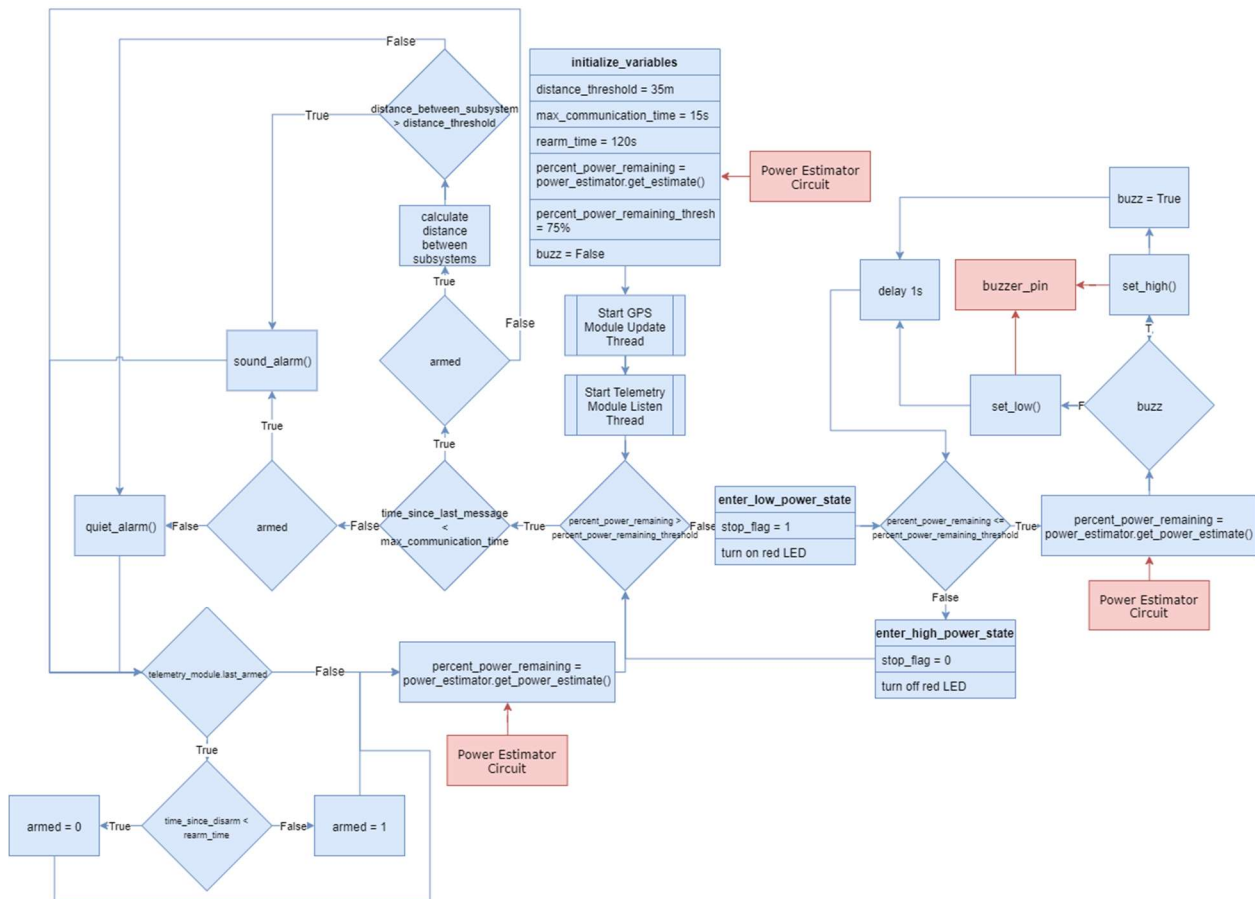 False
initialize_variables
distance_threshold = 35m
max_communication_time = 15s
rearm_time = 120s
percent_power_remaining =
power_estimator.get_estimate()
percent_power_remaining_thresh
= 75%
buzz = False
Power Estimator
Circuit
distance_between_subsystem
> distance_threshold
True
calculate
distance
between
subsystems
True
False
armed
sound_alarm()
True
True
armed
quiet_alarm()
False
False
time_since_last_message
<
max_communication_time
True
Start GPS
Module Update
Thread
Start Telemetry
Module Listen
Thread
percent_power_remaining >
percent_power_remaining_threshold
False
enter_low_power_state
stop_flag = 1
turn on red LED
percent_power_remaining <=
percent_power_remaining_threshold
True
False
buzz = True
delay 1s
buzzer_pin
set_high()
T
set_low()
F
buzz
percent_power_remaining =
power_estimator.get_power_estimate()
Power Estimator
Circuit
enter_high_power_state
stop_flag = 0
turn off red LED
telemetry_module.last_armed
False
percent_power_remaining =
power_estimator.get_power_estimate()
Power Estimator
Circuit
True
armed = 0
True
time_since_disarm <
rearm_time
False
armed = 1